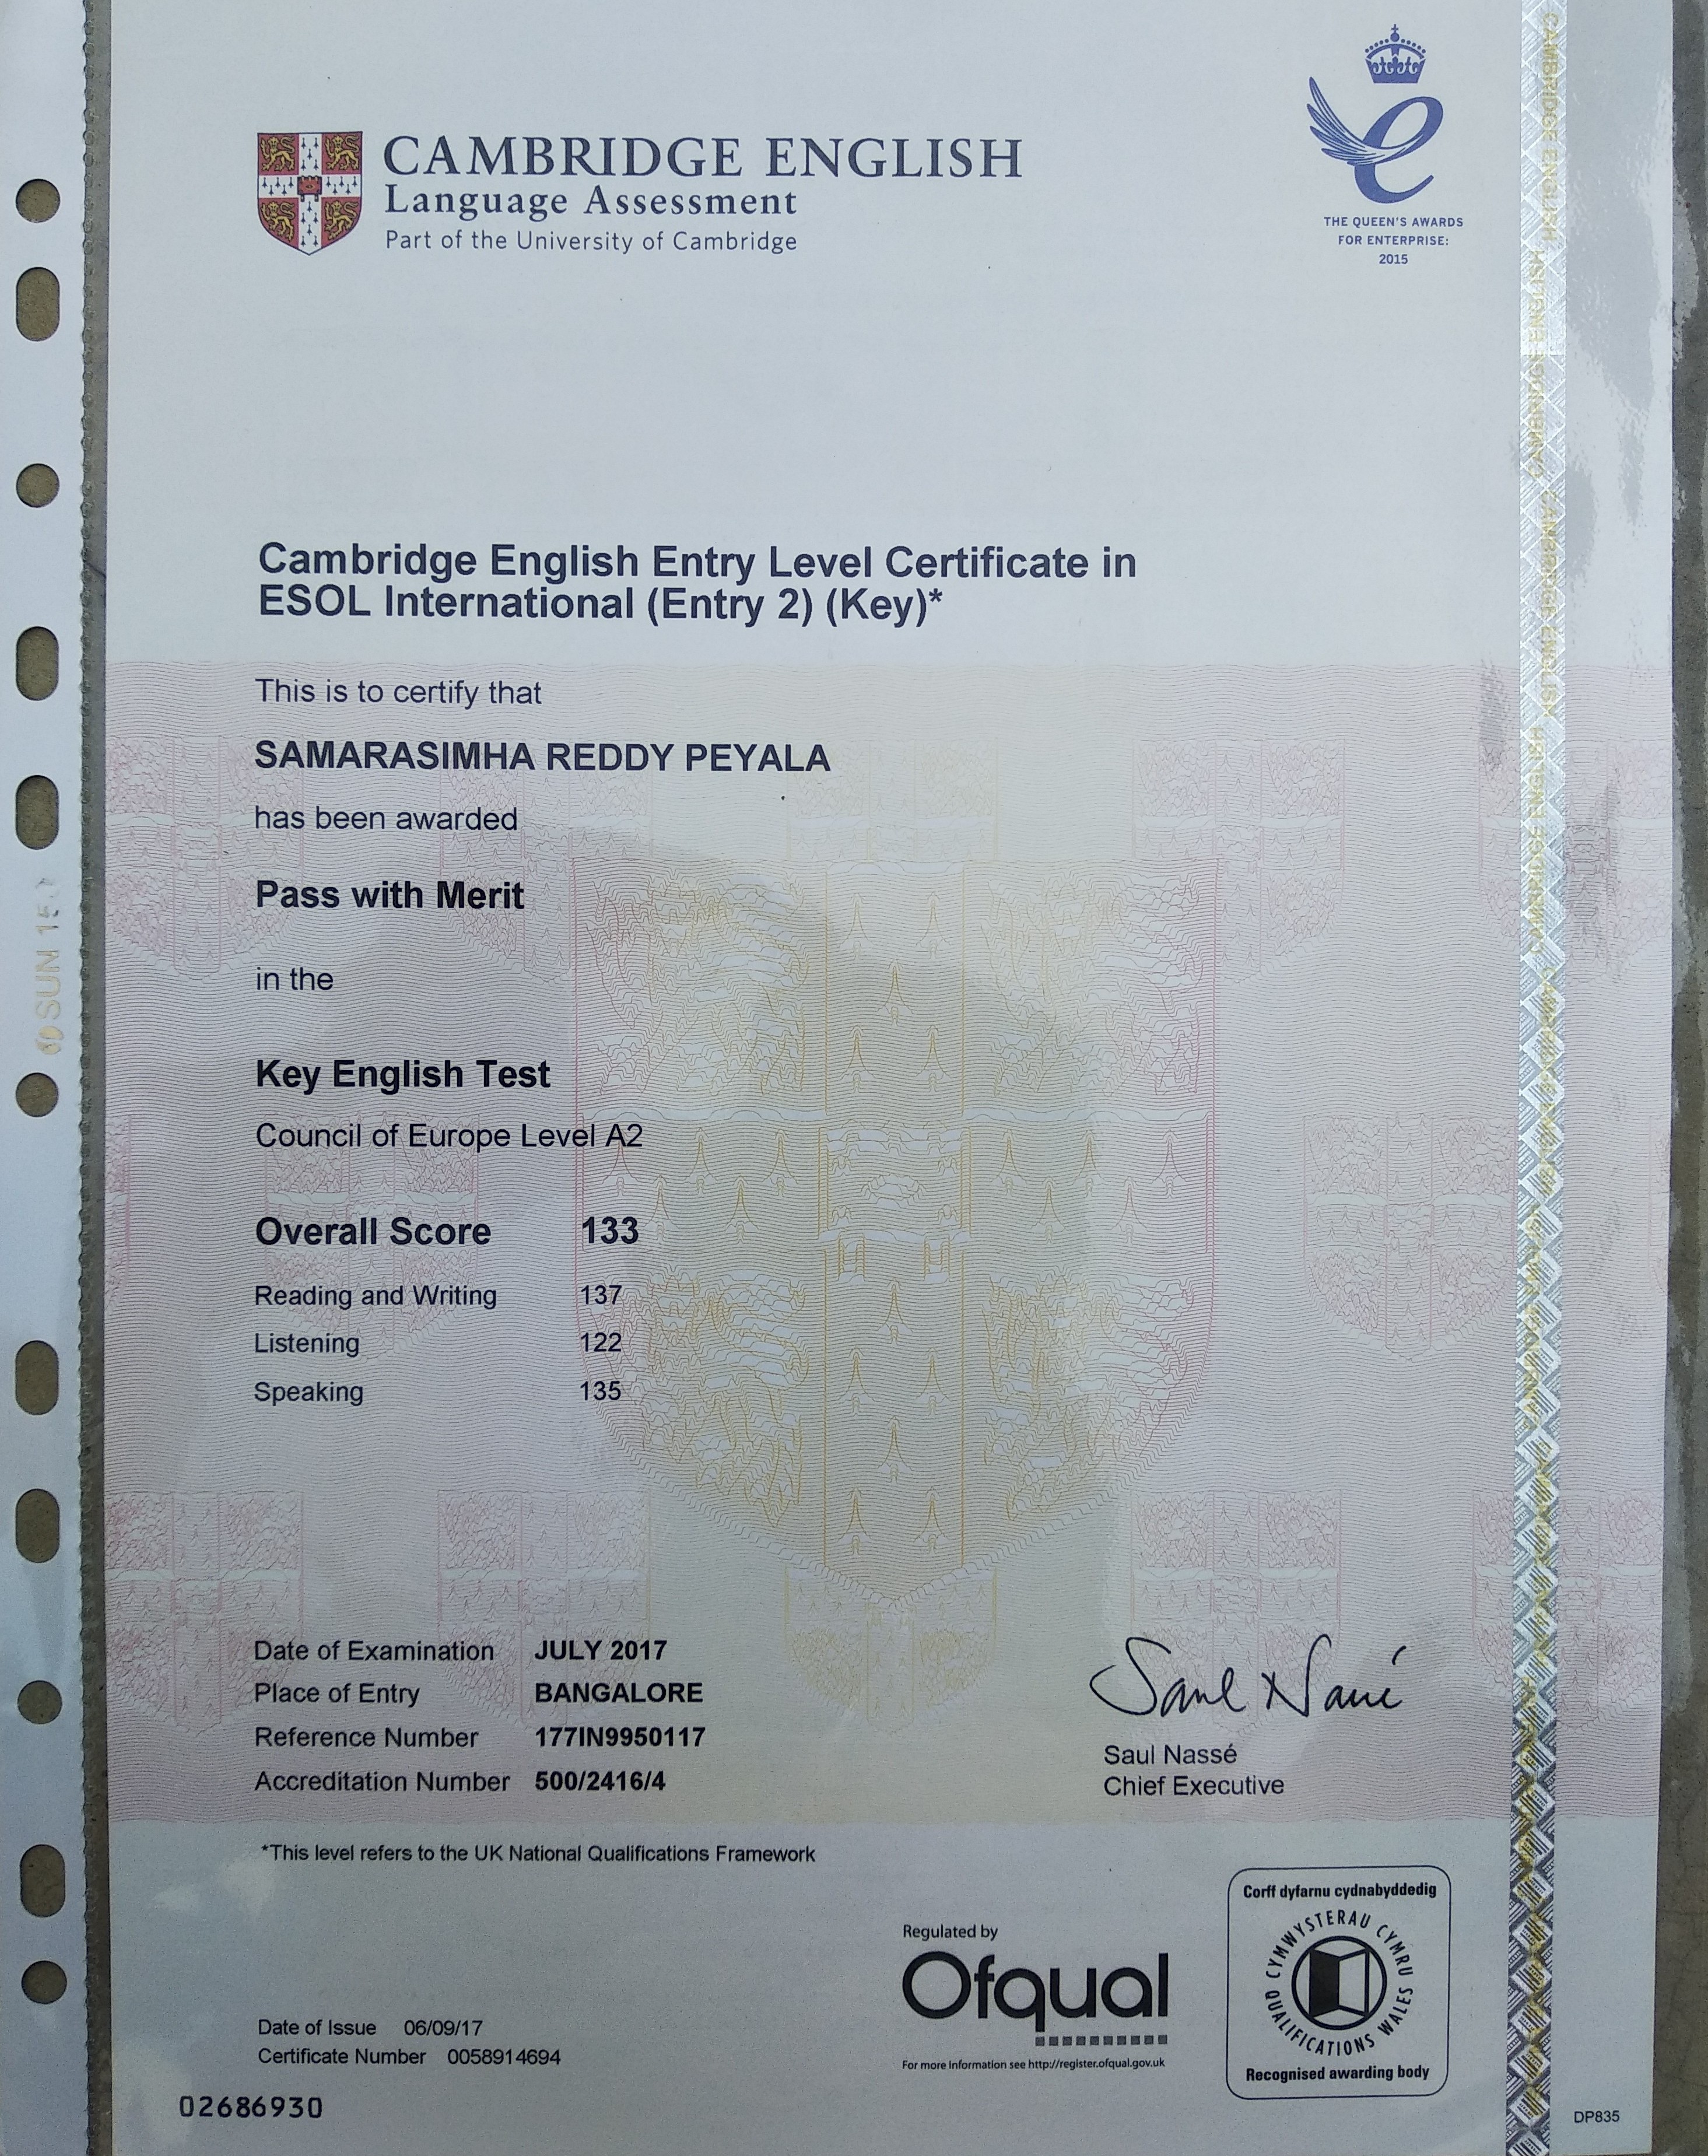 CAMBRIDGE ENGLISH
Language Assessment
Part of the University of Cambridge
THE QUEEN'S AWARDS
FOR ENTERPRISE:
2015
Cambridge English Entry Level Certificate in
ESOL International (Entry 2) (Key)*
This is to certify that
SAMARASIMHA REDDY PEYALA
has been awarded
Pass with Merit
in the
Key English Test
Council of Europe Level A2
Overall Score 133
Reading and Writing 137
Listening 122
Speaking 135
Date of Examination JULY 2017
Place of Entry BANGALORE
Reference Number 177IN9950117
Accreditation Number 500/2416/4
Saul Nassé
Saul Nassé
Chief Executive
*This level refers to the UK National Qualifications Framework
Regulated by
Ofqual
For more information see http://register.ofqual.gov.uk
Corff dyfarnu cydnabyddedig
CYMWYSTERAU CYMRU
QUALIFICATIONS WALES
Recognised awarding body
Date of Issue 06/09/17
Certificate Number 0058914694
02686930
DP835
SUN
CAMBRIDGE ENGLISH